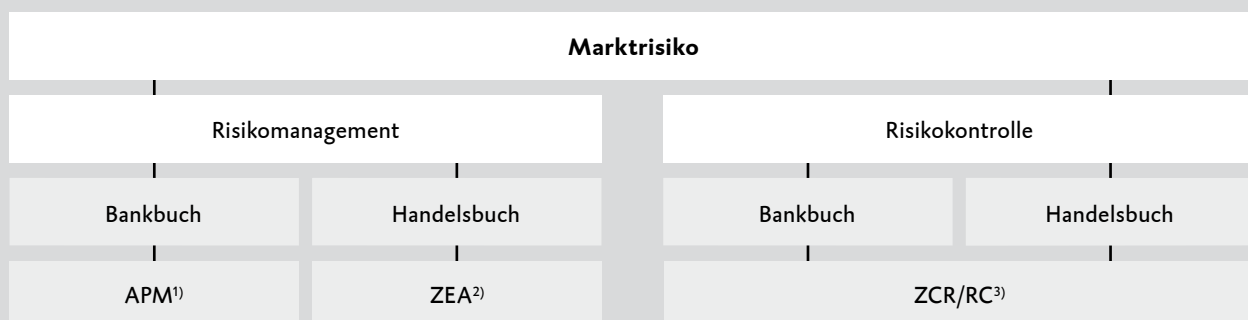 Marktrisiko
Risikomanagement Risikokontrolle
Bankbuch Handelsbuch Bankbuch Handelsbuch
APM¹⁾ ZEA²⁾ ZCR/RC³⁾